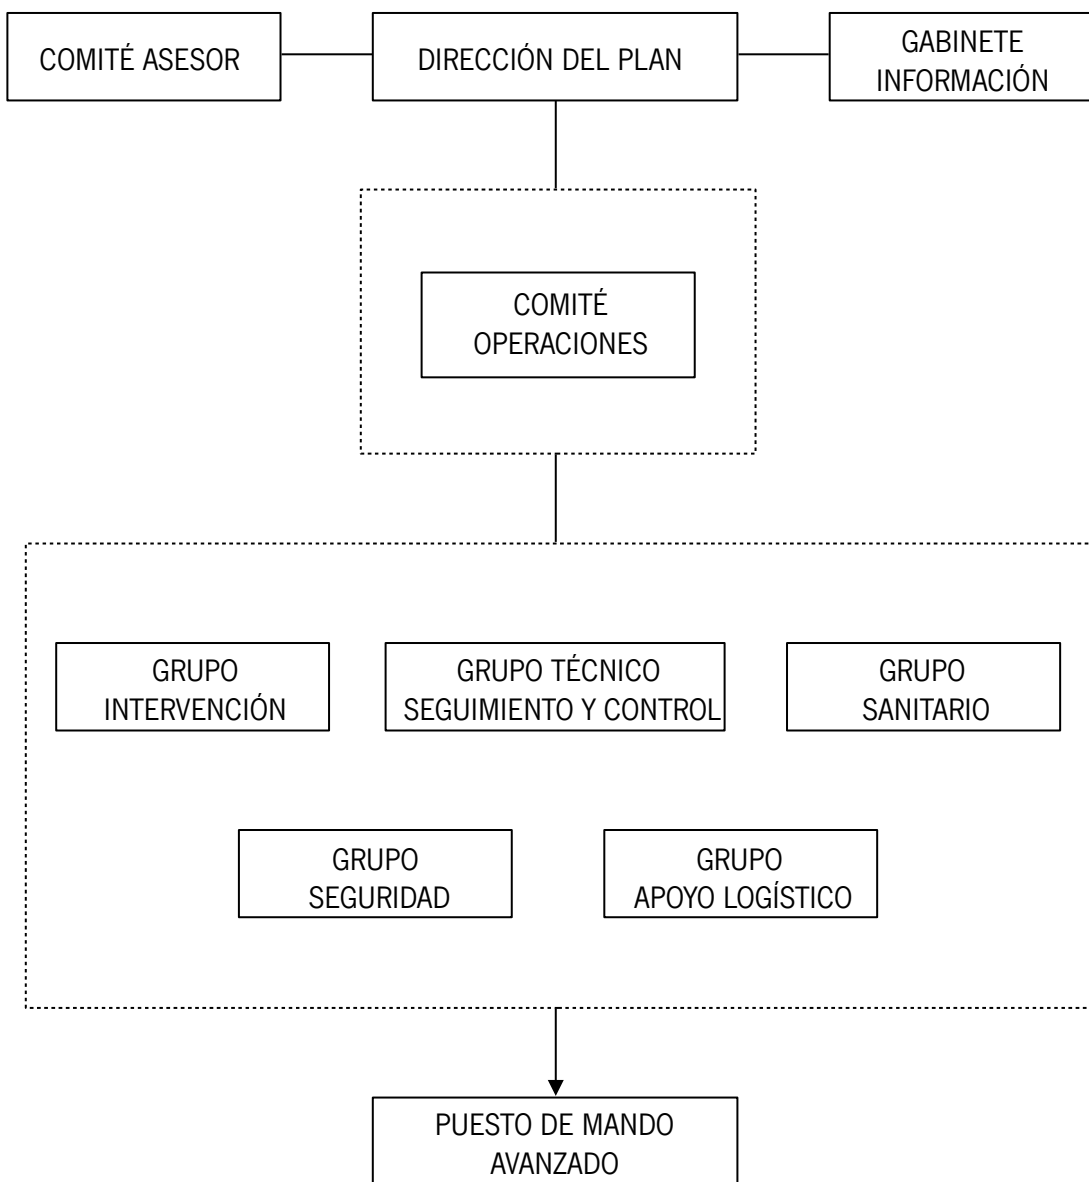 COMITÉ ASESOR
DIRECCIÓN DEL PLAN
GABINETE
INFORMACIÓN
COMITÉ
OPERACIONES
GRUPO
INTERVENCIÓN
GRUPO TÉCNICO
SEGUIMIENTO Y CONTROL
GRUPO
SANITARIO
GRUPO
SEGURIDAD
GRUPO
APOYO LOGÍSTICO
PUESTO DE MANDO
AVANZADO